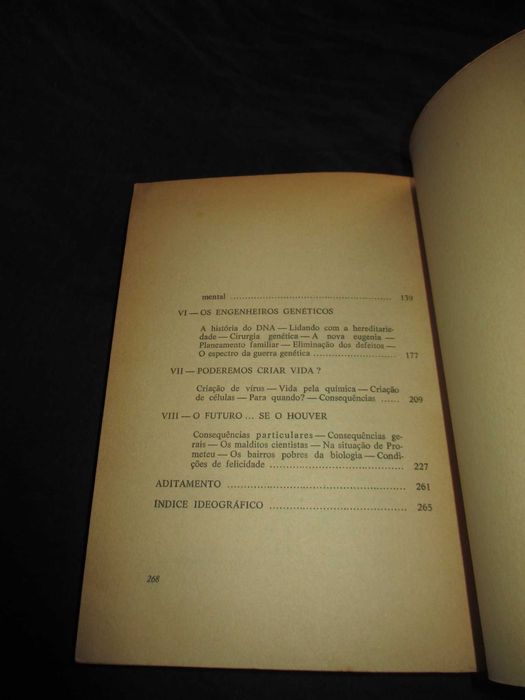 mental ........................................................ 139
VI — OS ENGENHEIROS GENÉTICOS
A história do DNA — Lidando com a hereditarie-
dade — Cirurgia genética — A nova eugenia —
Planeamento familiar — Eliminação dos defeitos —
O espectro da guerra genética ............................ 177
VII — PODEREMOS CRIAR VIDA ?
Criação de vírus — Vida pela química — Criação
de células — Para quando? — Consequências ...... 209
VIII — O FUTURO ... SE O HOUVER
Consequências particulares — Consequências ge-
rais — Os malditos cientistas — Na situação de Pro-
meteu — Os bairros pobres da biologia — Condi-
ções de felicidade ............................................... 227
ADITAMENTO ............................................................ 261
ÍNDICE IDEOGRÁFICO .............................................. 265
268